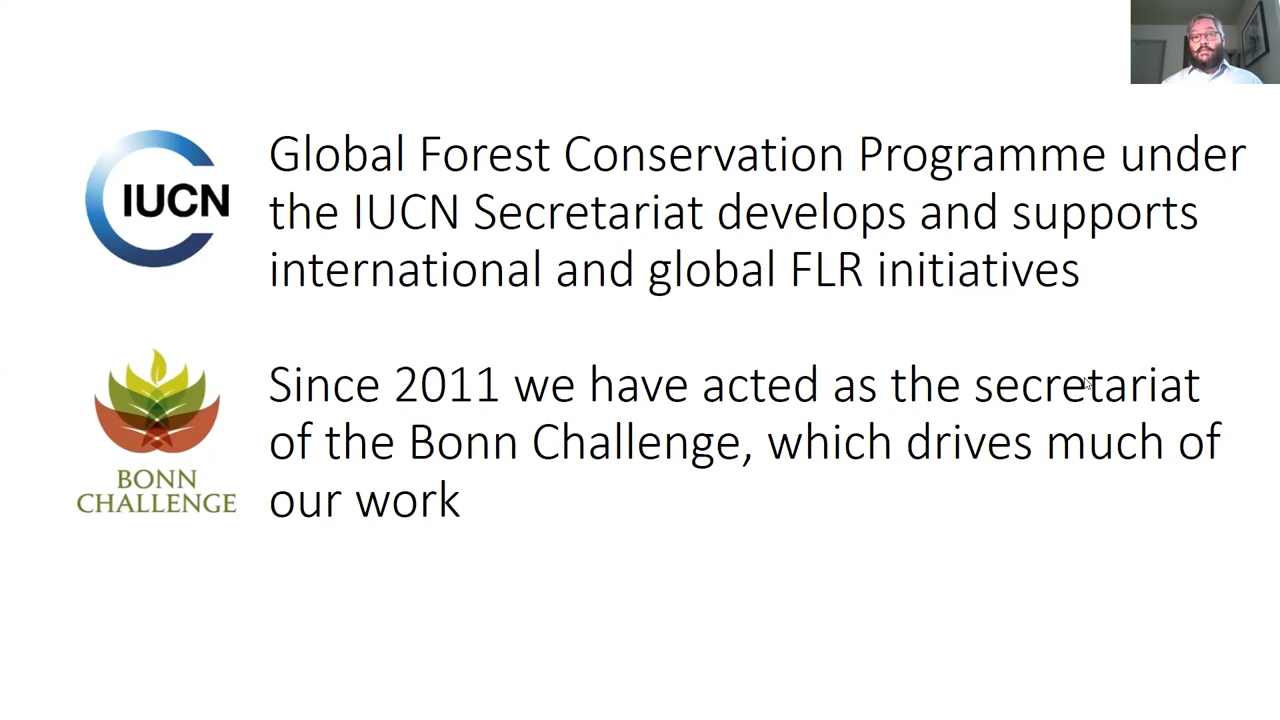 IUCN
Global Forest Conservation Programme under
the IUCN Secretariat develops and supports
international and global FLR initiatives
BONN
CHALLENGE
Since 2011 we have acted as the secretariat
of the Bonn Challenge, which drives much of
our work